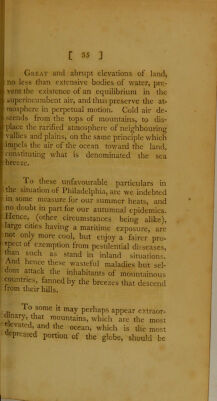 [ 35 ]
Great and abrupt elevations of land,
no less than extensive bodies of water, pre-
vent the existence of an equilibrium in the
superincumbent air, and thus preserve the at-
mosphere in perpetual motion. Cold air de-
scends from the tops of mountains, to dis-
place the rarified atmosphere of neighbouring
vallies and plains, on the same principle which
impels the air of the ocean toward the land,
constituting what is denominated the sea
breeze.
To these unfavourable particulars in
the situation of Philadelphia, are we indebted
in some measure for our summer heats, and
no doubt in part for our autumnal epidemics.
Hence, (other circumstances being alike),
large cities having a maritime exposure, are
not only more cool, but enjoy a fairer pro-
spect of exemption from pestilential diseases,
than such as stand in inland situations.
And hence these wasteful maladies but sel-
dom attack the inhabitants of mountainous
countries, fanned by the breezes that descend
from their hills.
To some it may perhaps appear extraor-
dinary, that mountains, which are the most
elevated, and the ocean, which is the most
depressed portion of the globe, should be